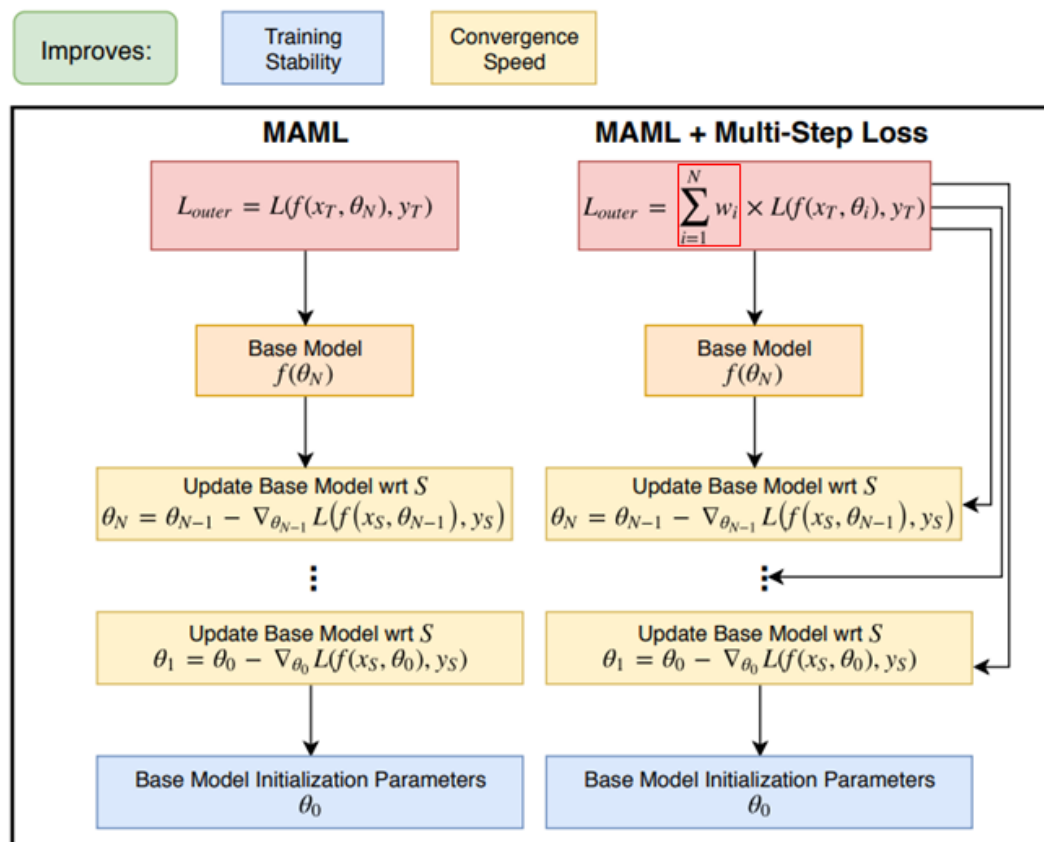 Improves:
Training
Stability
Convergence
Speed
MAML
L_outer = L(f(x_T, θ_N), y_T)
Base Model
f(θ_N)
Update Base Model wrt S
θ_N = θ_{N−1} − ∇_{θ_{N−1}} L(f(x_S, θ_{N−1}), y_S)
⋮
Update Base Model wrt S
θ_1 = θ_0 − ∇_{θ_0} L(f(x_S, θ_0), y_S)
Base Model Initialization Parameters
θ_0
MAML + Multi-Step Loss
L_outer = ∑_{i=1}^{N} w_i × L(f(x_T, θ_i), y_T)
Base Model
f(θ_N)
Update Base Model wrt S
θ_N = θ_{N−1} − ∇_{θ_{N−1}} L(f(x_S, θ_{N−1}), y_S)
⋮
Update Base Model wrt S
θ_1 = θ_0 − ∇_{θ_0} L(f(x_S, θ_0), y_S)
Base Model Initialization Parameters
θ_0